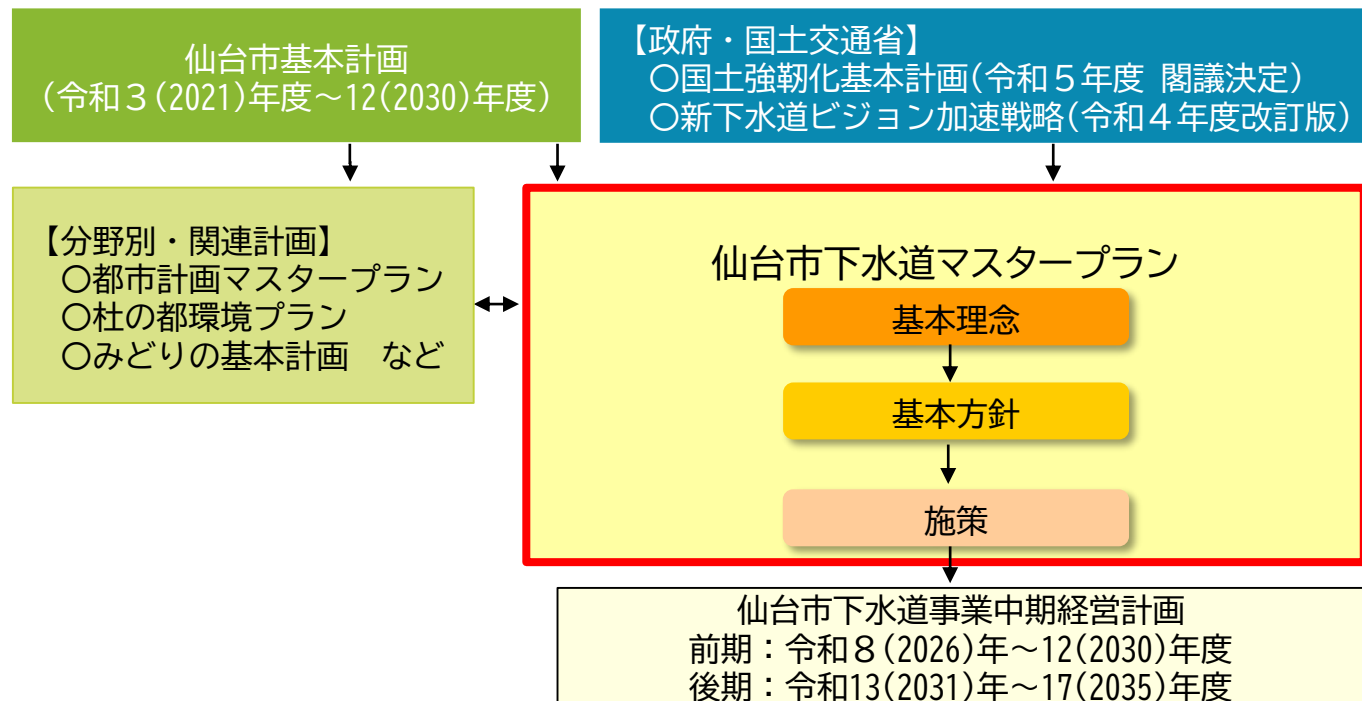 仙台市基本計画
(令和3(2021)年度～12(2030)年度)
【政府・国土交通省】
○国土強靭化基本計画(令和5年度 閣議決定)
○新下水道ビジョン加速戦略(令和4年度改訂版)
【分野別・関連計画】
○都市計画マスタープラン
○杜の都環境プラン
○みどりの基本計画　など
仙台市下水道マスタープラン
基本理念
基本方針
施策
仙台市下水道事業中期経営計画
前期：令和8(2026)年～12(2030)年度
後期：令和13(2031)年～17(2035)年度